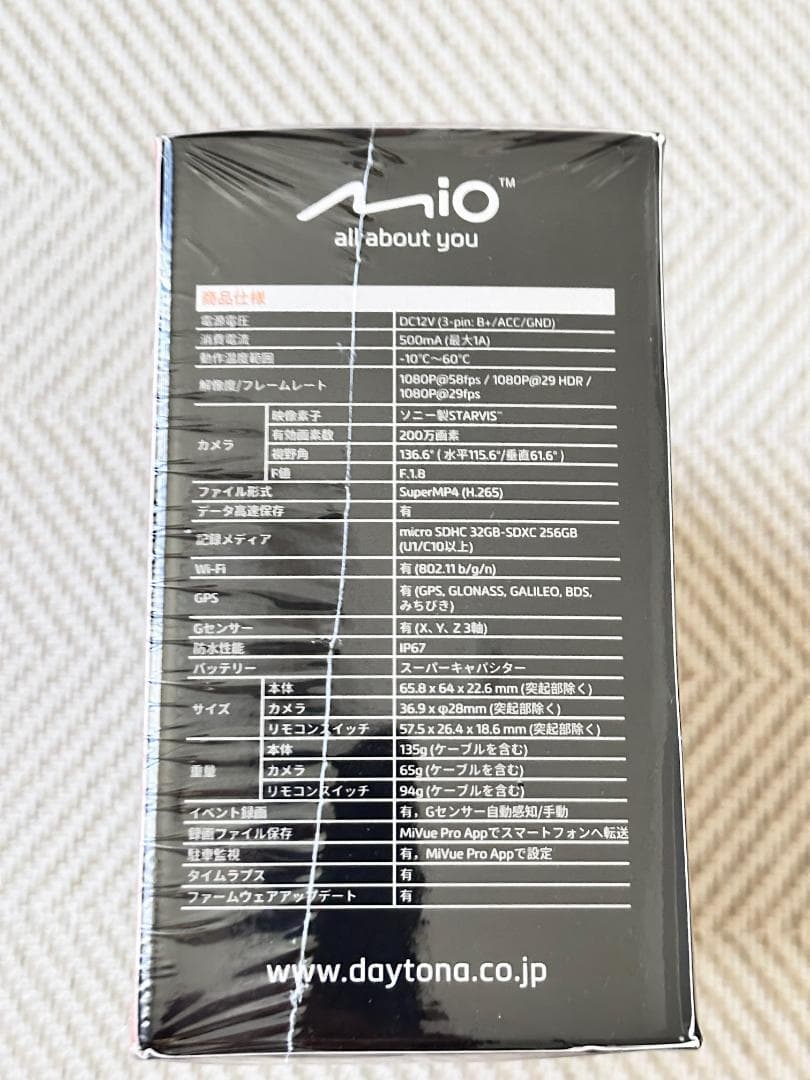 Mio™
all about you
商品仕様
電源電圧 DC12V (3-pin: B+/ACC/GND)
消費電流 500mA (最大1A)
動作温度範囲 -10℃～60℃
解像度/フレームレート 1080P@58fps / 1080P@29 HDR /
1080P@29fps
カメラ 映像素子 ソニー製STARVIS™
有効画素数 200万画素
視野角 136.6° ( 水平115.6°/垂直61.6° )
F値 F.1.8
ファイル形式 SuperMP4 (H.265)
データ高速保存 有
記録メディア micro SDHC 32GB-SDXC 256GB
(U1/C10以上)
Wi-Fi 有 (802.11 b/g/n)
GPS 有 (GPS, GLONASS, GALILEO, BDS,
みちびき)
Gセンサー 有 (X、Y、Z 3軸)
防水性能 IP67
バッテリー スーパーキャパシター
サイズ 本体 65.8 x 64 x 22.6 mm (突起部除く)
カメラ 36.9 x φ28mm (突起部除く)
リモコンスイッチ 57.5 x 26.4 x 18.6 mm (突起部除く)
重量 本体 135g (ケーブルを含む)
カメラ 65g (ケーブルを含む)
リモコンスイッチ 94g (ケーブルを含む)
イベント録画 有，Gセンサー自動感知/手動
録画ファイル保存 MiVue Pro Appでスマートフォンへ転送
駐車監視 有，MiVue Pro Appで設定
タイムラプス 有
ファームウェアアップデート 有
www.daytona.co.jp